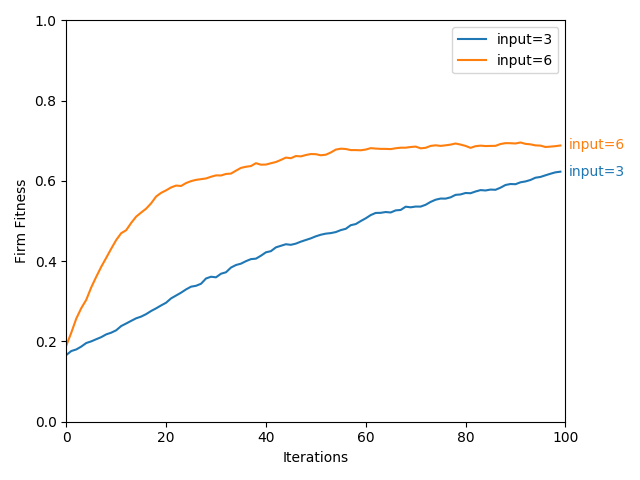 1.0
0.8
0.6
0.4
0.2
0.0
Firm Fitness
input=3
input=6
input=6
input=3
0 20 40 60 80 100
Iterations